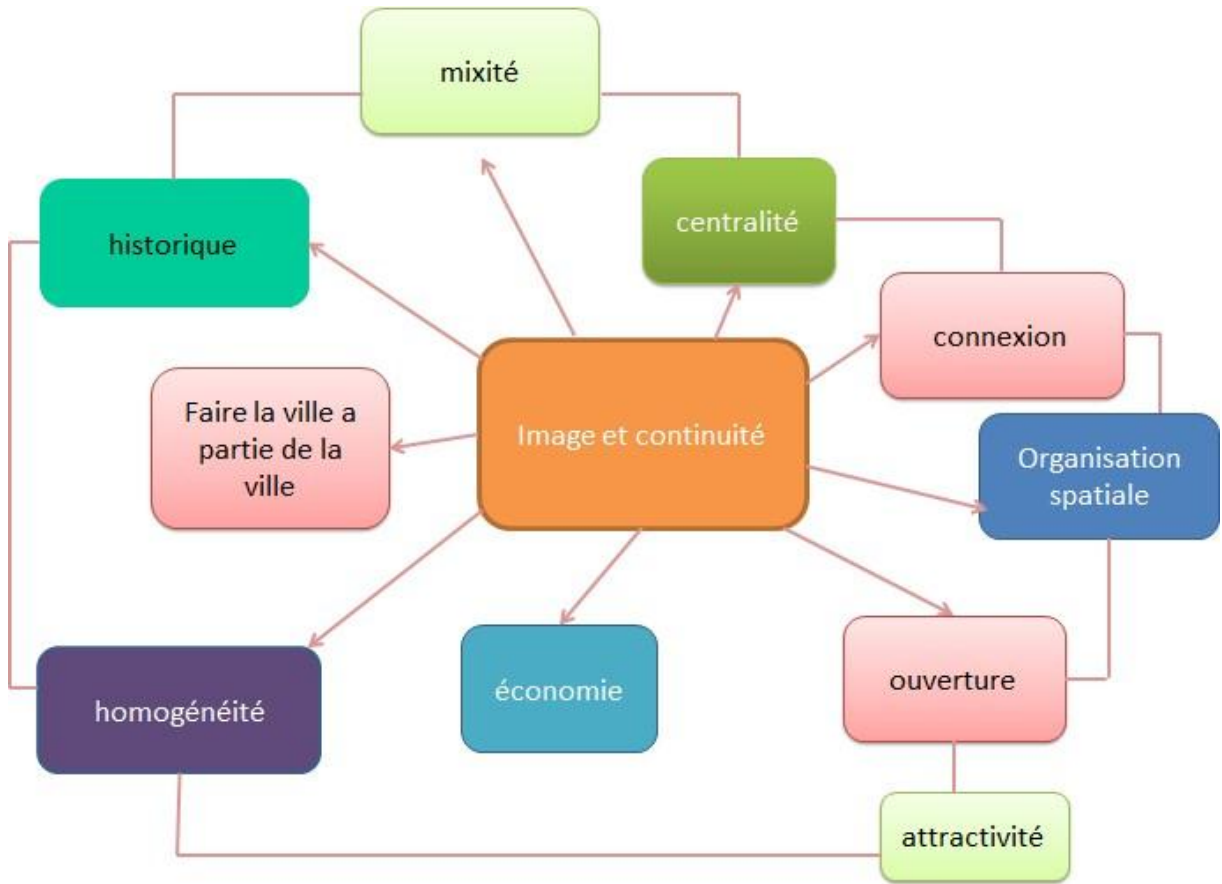 mixité
centralité
historique
connexion
Faire la ville a
partie de la
ville
Image et continuité
Organisation
spatiale
ouverture
économie
homogénéité
attractivité